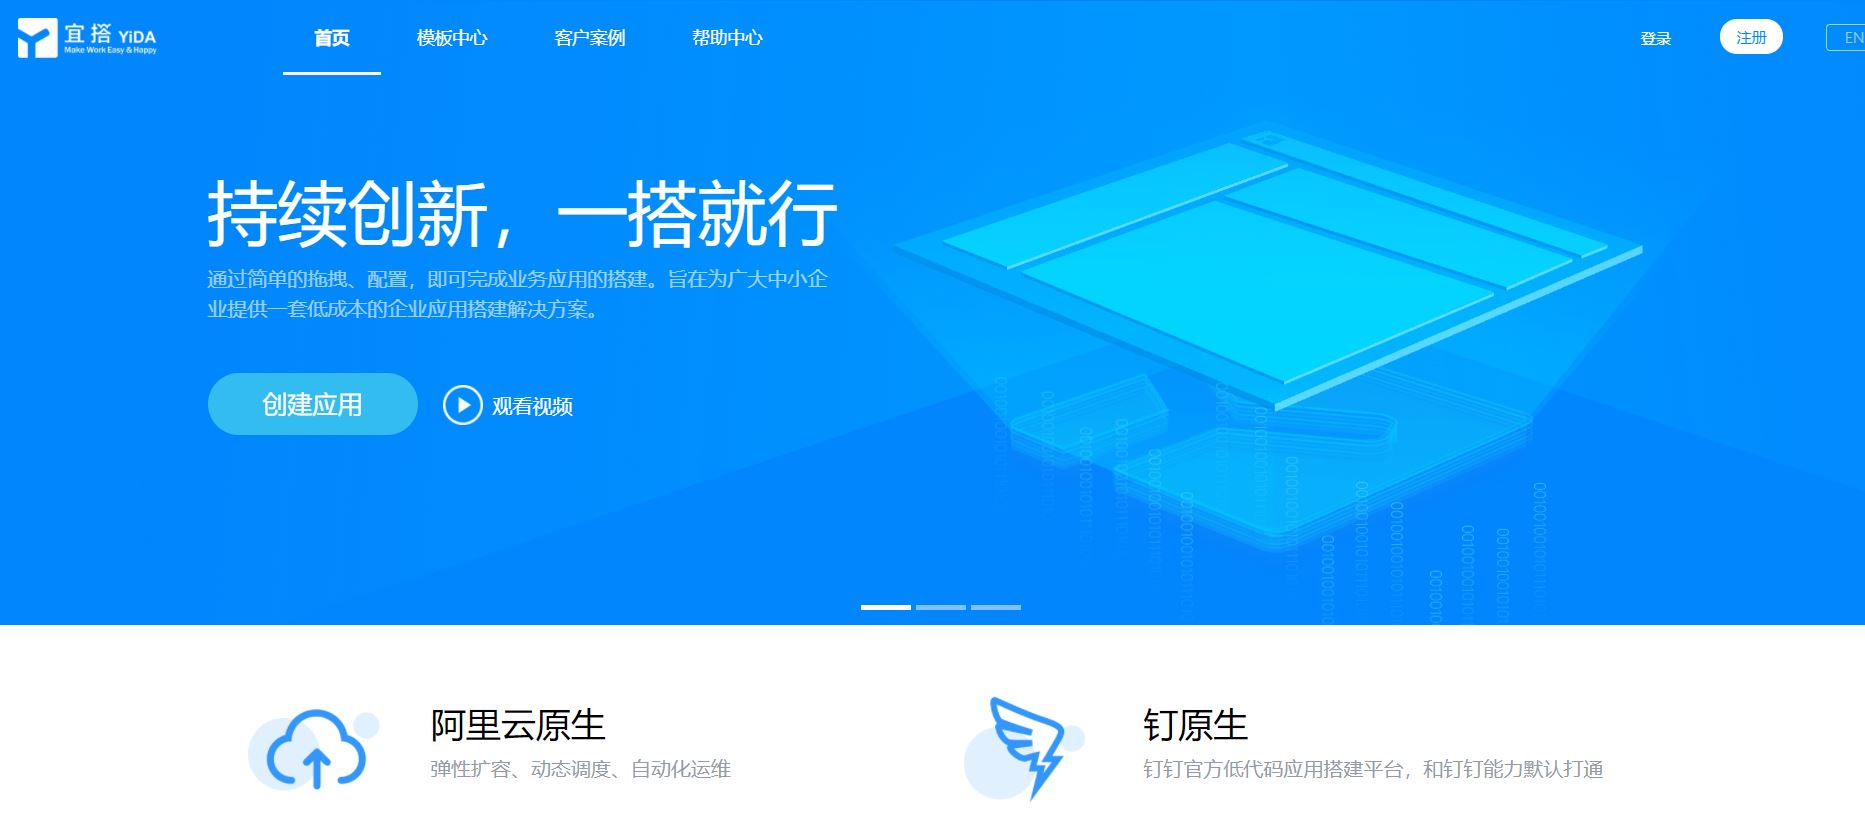 宜搭 YiDA
Make Work Easy & Happy
首页
模板中心
客户案例
帮助中心
登录
注册
EN
持续创新，一搭就行
通过简单的拖拽、配置，即可完成业务应用的搭建。旨在为广大中小企
业提供一套低成本的企业应用搭建解决方案。
创建应用
观看视频
阿里云原生
弹性扩容、动态调度、自动化运维
钉原生
钉钉官方低代码应用搭建平台，和钉钉能力默认打通